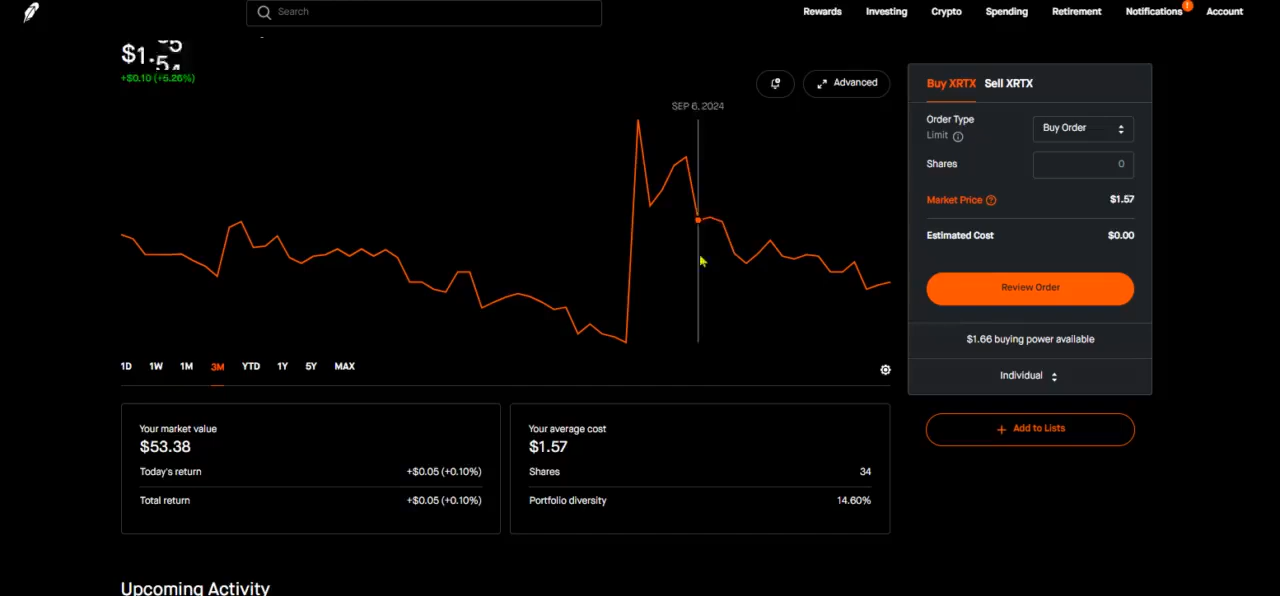 Search
Rewards Investing Crypto Spending Retirement Notifications 1 Account
+$0.10 (+5.26%)
Advanced
SEP 6, 2024
Buy XRTX Sell XRTX
Order Type
Limit
Buy Order
Shares 0
Market Price $1.57
Estimated Cost $0.00
Review Order
$1.66 buying power available
Individual
Add to Lists
1D 1W 1M 3M YTD 1Y 5Y MAX
Your market value
$53.38
Today's return +$0.05 (+0.10%)
Total return +$0.05 (+0.10%)
Your average cost
$1.57
Shares 34
Portfolio diversity 14.60%
Upcoming Activity